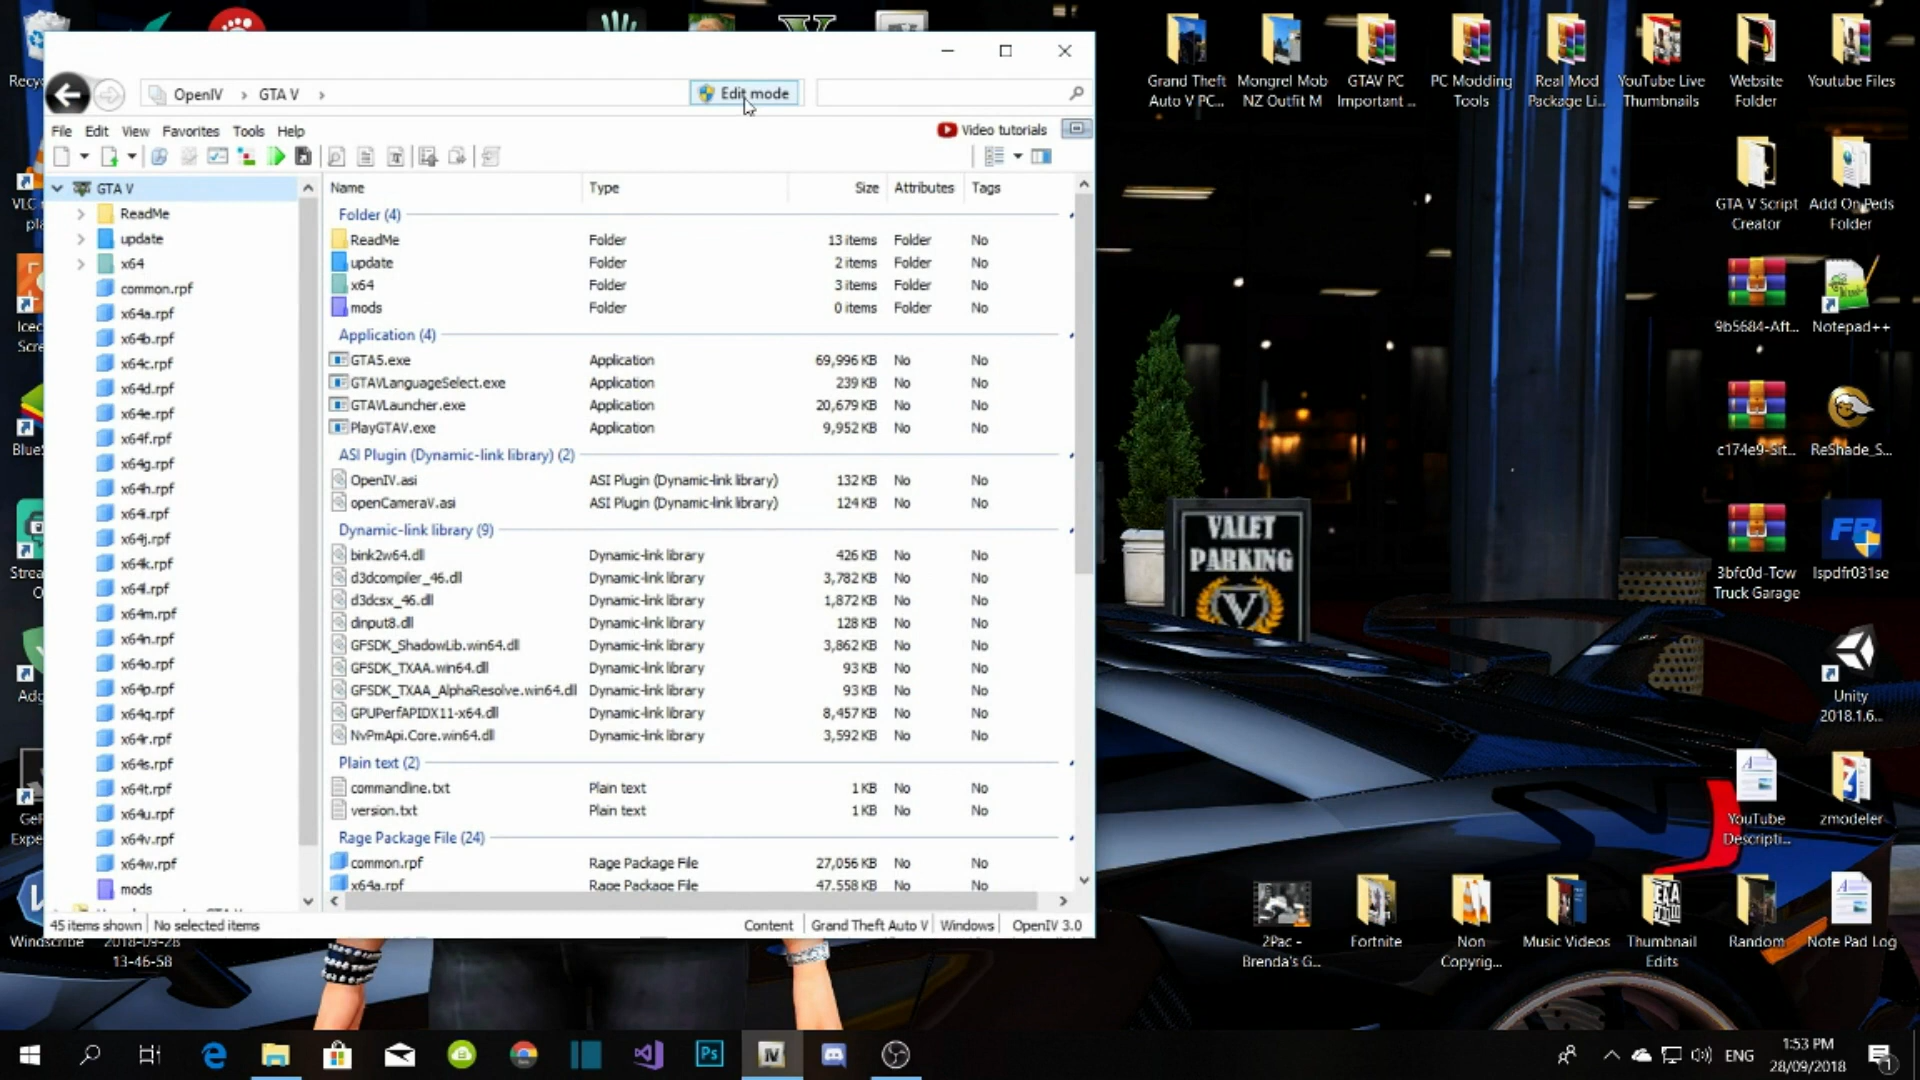 OpenIV
GTA V
Edit mode
File Edit View Favorites Tools Help
Video tutorials
GTA V
ReadMe
update
x64
common.rpf
x64a.rpf
x64b.rpf
x64c.rpf
x64d.rpf
x64e.rpf
x64f.rpf
x64g.rpf
x64h.rpf
x64i.rpf
x64j.rpf
x64k.rpf
x64l.rpf
x64m.rpf
x64n.rpf
x64o.rpf
x64p.rpf
x64q.rpf
x64r.rpf
x64s.rpf
x64t.rpf
x64u.rpf
x64v.rpf
x64w.rpf
mods
Name Type Size Attributes Tags
Folder (4)
ReadMe Folder 13 items Folder No
update Folder 2 items Folder No
x64 Folder 3 items Folder No
mods Folder 0 items Folder No
Application (4)
GTA5.exe Application 69,996 KB No No
GTAVLanguageSelect.exe Application 239 KB No No
GTAVLauncher.exe Application 20,679 KB No No
PlayGTAV.exe Application 9,952 KB No No
ASI Plugin (Dynamic-link library) (2)
OpenIV.asi ASI Plugin (Dynamic-link library) 132 KB No No
openCameraV.asi ASI Plugin (Dynamic-link library) 124 KB No No
Dynamic-link library (9)
bink2w64.dll Dynamic-link library 426 KB No No
d3dcompiler_46.dll Dynamic-link library 3,782 KB No No
d3dcsx_46.dll Dynamic-link library 1,872 KB No No
dinput8.dll Dynamic-link library 128 KB No No
GFSDK_ShadowLib.win64.dll Dynamic-link library 3,862 KB No No
GFSDK_TXAA.win64.dll Dynamic-link library 93 KB No No
GFSDK_TXAA_AlphaResolve.win64.dll Dynamic-link library 93 KB No No
GPUPerfAPIDX11-x64.dll Dynamic-link library 8,457 KB No No
NvPmApi.Core.win64.dll Dynamic-link library 3,592 KB No No
Plain text (2)
commandline.txt Plain text 1 KB No No
version.txt Plain text 1 KB No No
Rage Package File (24)
common.rpf Rage Package File 27,056 KB No No
x64a.rpf Rage Package File 47,558 KB No No
45 items shown No selected items
Content Grand Theft Auto V Windows OpenIV 3.0
Windscribe
2018-09-28
13-46-58
Grand Theft
Auto V PC...
Mongrel Mob
NZ Outfit M
GTAV PC
Important ...
PC Modding
Tools
Real Mod
Package Li...
YouTube Live
Thumbnails
Website
Folder
Youtube Files
GTA V Script
Creator
Add On Peds
Folder
9b5684-Aft...
Notepad++
c174e9-Sit...
ReShade_S...
3bfc0d-Tow
Truck Garage
lspdfr031se
Unity
2018.1.6...
YouTube
Descripti...
zmodeler
2Pac -
Brenda's G...
Fortnite
Non
Copyrig...
Music Videos
Thumbnail
Edits
Random
Note Pad Log
VALET
PARKING
V
ENG
1:53 PM
28/09/2018